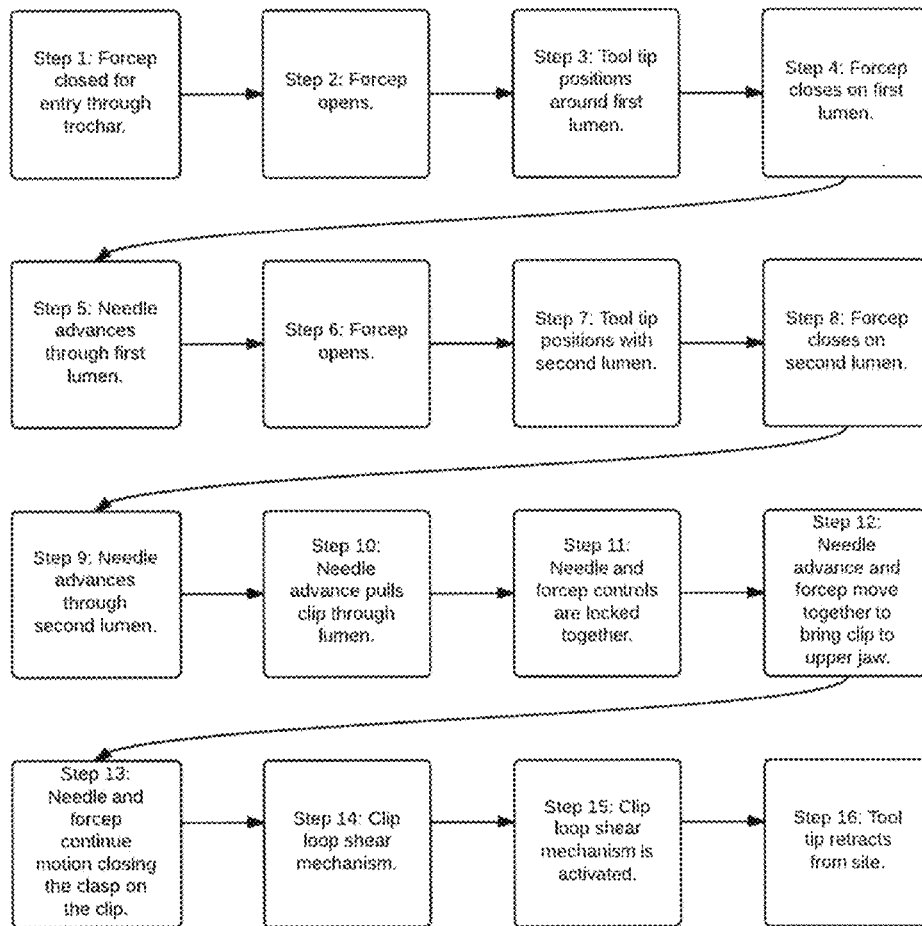 Step 1: Forcep
closed for
entry through
trochar.
Step 2: Forcep
opens.
Step 3: Tool tip
positions
around first
lumen.
Step 4: Forcep
closes on first
lumen.
Step 5: Needle
advances
through first
lumen.
Step 6: Forcep
opens.
Step 7: Tool tip
positions with
second lumen.
Step 8: Forcep
closes on
second lumen.
Step 9: Needle
advances
through
second lumen.
Step 10:
Needle
advance pulls
clip through
lumen.
Step 11:
Needle and
forcep controls
are locked
together.
Step 12:
Needle
advance and
forcep move
together to
bring clip to
upper jaw.
Step 13:
Needle and
forcep
continue
motion closing
the clasp on
the clip.
Step 14: Clip
loop shear
mechanism.
Step 15: Clip
loop shear
mechanism is
activated.
Step 16: Tool
tip retracts
from site.